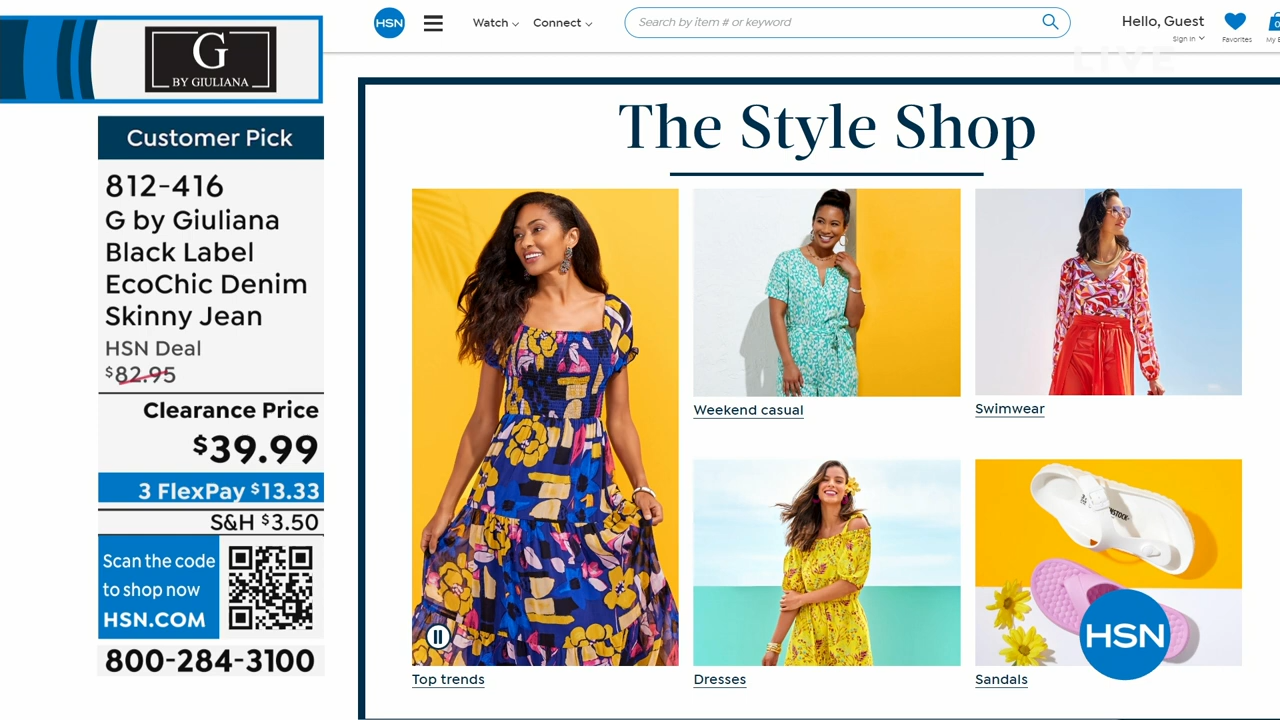 G
BY GIULIANA
Customer Pick
812-416
G by Giuliana
Black Label
EcoChic Denim
Skinny Jean
HSN Deal
$82.95
Clearance Price
$39.99
3 FlexPay $13.33
S&H $3.50
Scan the code
to shop now
HSN.COM
800-284-3100
HSN
Watch
Connect
Search by item # or keyword
Hello, Guest
Sign In
Favorites
LIVE
The Style Shop
Top trends
Weekend casual
Swimwear
Dresses
Sandals
HSN